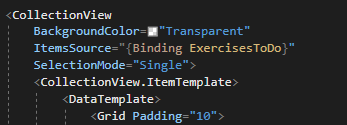 <CollectionView
BackgroundColor="Transparent"
ItemsSource="{Binding ExercisesToDo}"
SelectionMode="Single">
<CollectionView.ItemTemplate>
<DataTemplate>
<Grid Padding="10">